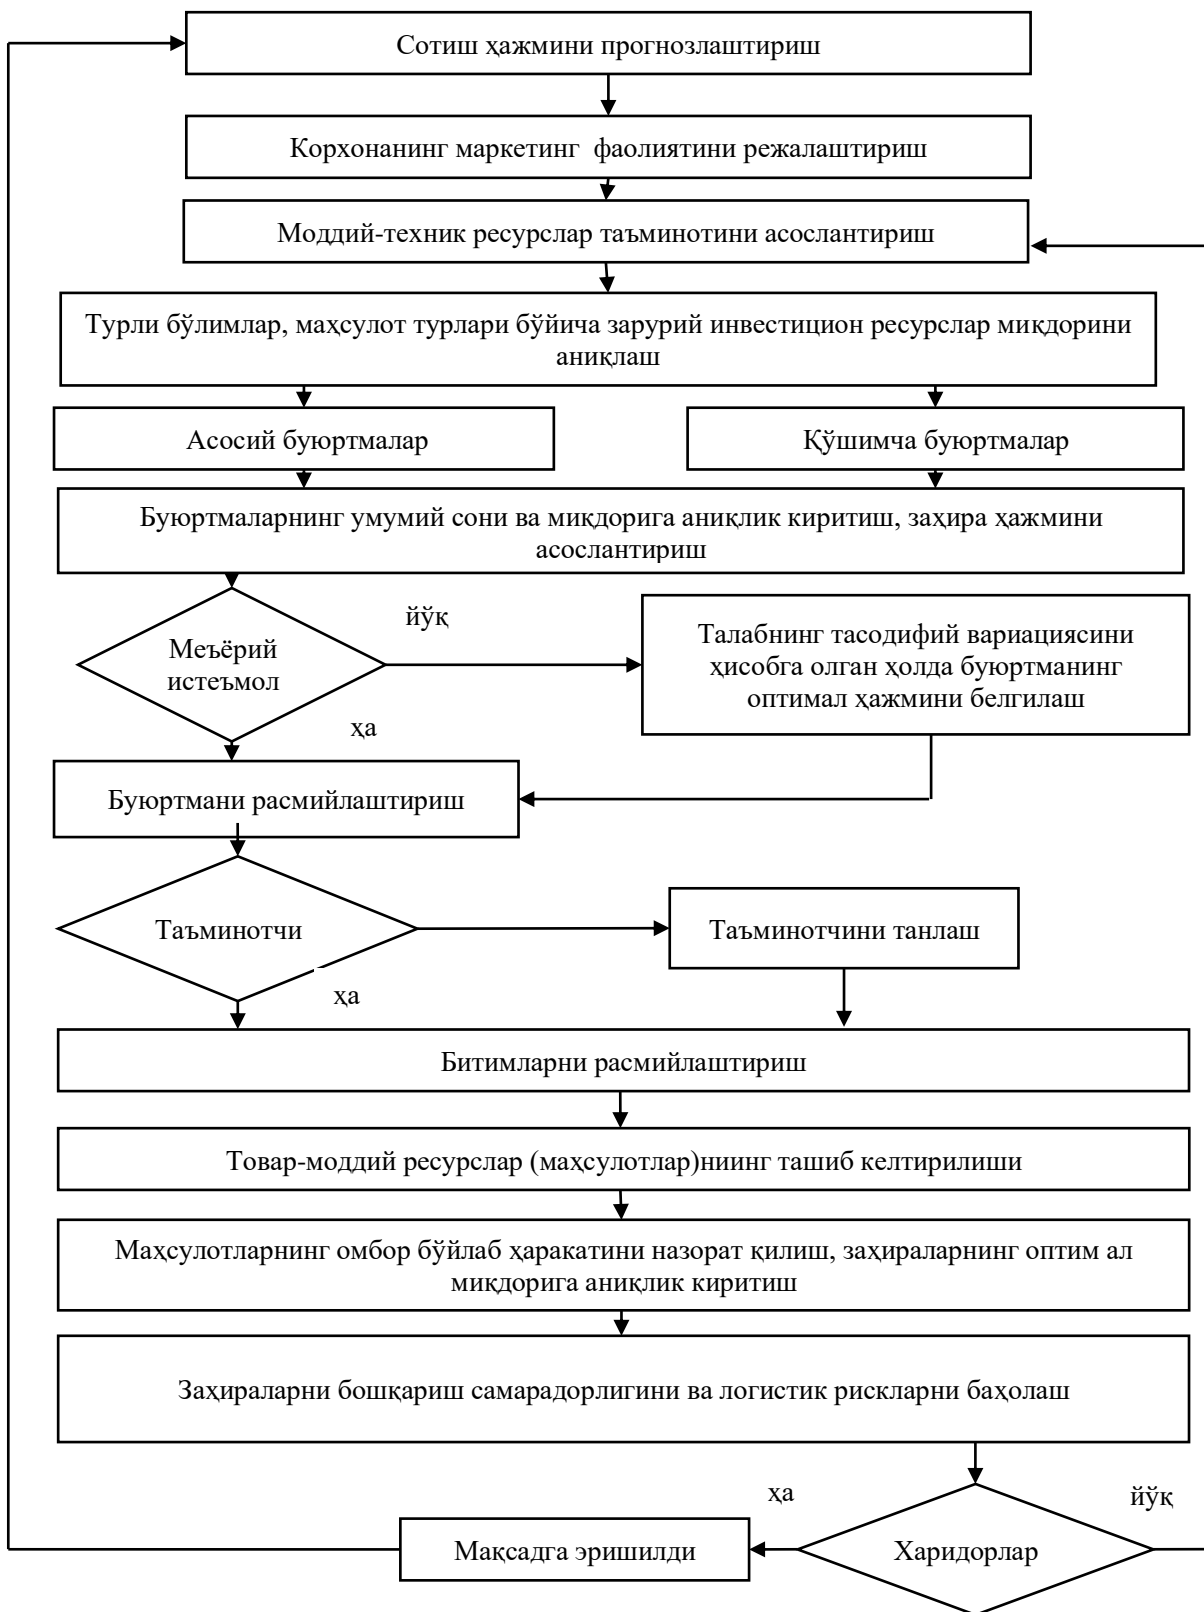 Сотиш ҳажмини прогнозлаштириш
Корхонанинг маркетинг фаолиятини режалаштириш
Моддий-техник ресурслар таъминотини асослантириш
Турли бўлимлар, маҳсулот турлари бўйича зарурий инвестицион ресурслар миқдорини
аниқлаш
Асосий буюртмалар
Қўшимча буюртмалар
Буюртмаларнинг умумий сони ва миқдорига аниқлик киритиш, заҳира ҳажмини
асослантириш
Меъёрий
истеъмол
йўқ
Талабнинг тасодифий вариациясини
ҳисобга олган ҳолда буюртманинг
оптимал ҳажмини белгилаш
ҳа
Буюртмани расмийлаштириш
Таъминотчи
Таъминотчини танлаш
ҳа
Битимларни расмийлаштириш
Товар-моддий ресурслар (маҳсулотлар)ниинг ташиб келтирилиши
Маҳсулотларнинг омбор бўйлаб ҳаракатини назорат қилиш, заҳираларнинг оптим ал
миқдорига аниқлик киритиш
Заҳираларни бошқариш самарадорлигини ва логистик рискларни баҳолаш
ҳа
йўқ
Мақсадга эришилди
Харидорлар